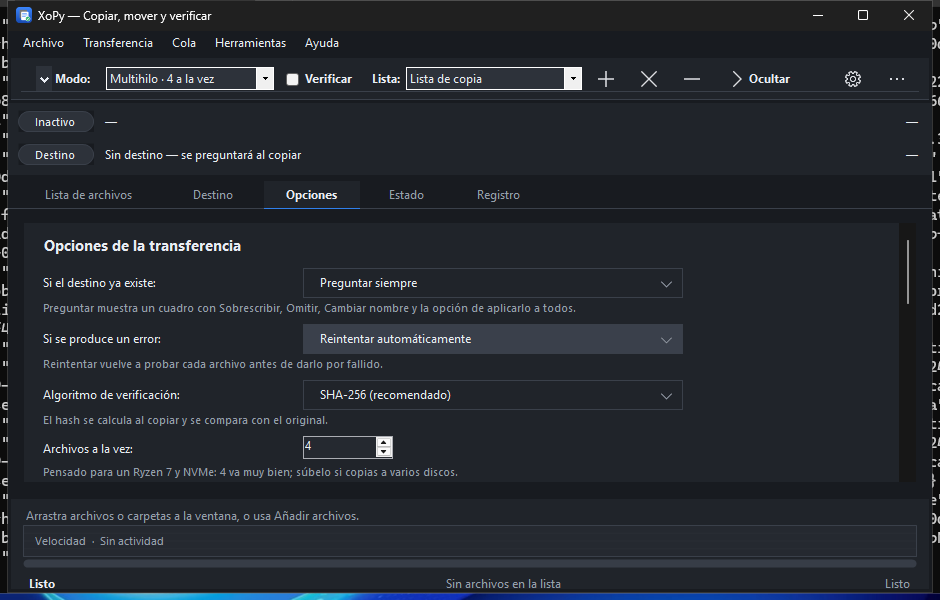 XoPy — Copiar, mover y verificar
Archivo Transferencia Cola Herramientas Ayuda
Modo: Multihilo · 4 a la vez Verificar Lista: Lista de copia Ocultar
Inactivo —
Destino Sin destino — se preguntará al copiar
Lista de archivos Destino Opciones Estado Registro
Opciones de la transferencia
Si el destino ya existe: Preguntar siempre
Preguntar muestra un cuadro con Sobrescribir, Omitir, Cambiar nombre y la opción de aplicarlo a todos.
Si se produce un error: Reintentar automáticamente
Reintentar vuelve a probar cada archivo antes de darlo por fallido.
Algoritmo de verificación: SHA-256 (recomendado)
El hash se calcula al copiar y se compara con el original.
Archivos a la vez: 4
Pensado para un Ryzen 7 y NVMe: 4 va muy bien; súbelo si copias a varios discos.
Arrastra archivos o carpetas a la ventana, o usa Añadir archivos.
Velocidad · Sin actividad
Listo Sin archivos en la lista Listo